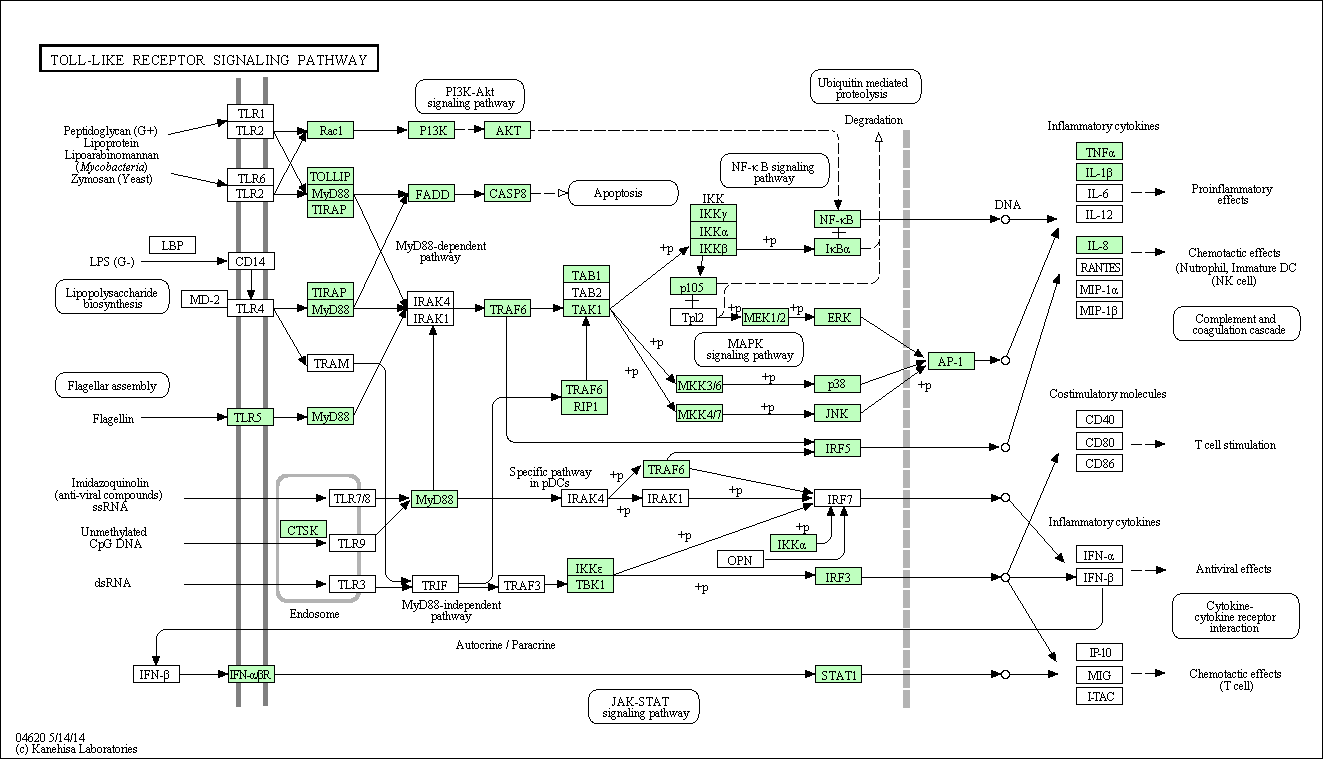 TOLL-LIKE RECEPTOR SIGNALING PATHWAY
PI3K-Akt
signaling pathway
Ubiquitin mediated
proteolysis
Degradation
TLR1
TLR2
Peptidoglycan (G+)
Lipoprotein
Lipoarabinomannan
(Mycobacteria)
Zymosan (Yeast)
Rac1
P13K
AKT
Inflammatory cytokines
TLR6
TLR2
TOLLIP
MyD88
TIRAP
FADD
CASP8
Apoptosis
NF-κ B signaling
pathway
TNFα
IL-1β
IL-6
IL-12
Proinflammatory
effects
IKK
IKKγ
IKKα
IKKβ
+p
+p
NF-κB
IκBα
DNA
LBP
LPS (G-)
CD14
MyD88-dependent
pathway
IL-8
RANTES
MIP-1α
MIP-1β
Chemotactic effects
(Nutrophil, Immature DC
(NK cell)
Lipopolysaccharide
biosynthesis
MD-2
TLR4
TIRAP
MyD88
IRAK4
IRAK1
TRAF6
TAB1
TAB2
TAK1
p105
Tpl2
+p
MEK1/2
+p
ERK
Complement and
coagulation cascade
MAPK
signaling pathway
TRAM
+p
+p
AP-1
+p
Flagellar assembly
TRAF6
RIP1
MKK3/6
+p
p38
MKK4/7
+p
JNK
Flagellin
TLR5
MyD88
Costimulatory molecules
CD40
CD80
CD86
T cell stimulation
IRF5
Specific pathway
in pDCs
TRAF6
+p
Imidazoquinolin
(anti-viral compounds)
ssRNA
TLR7/8
MyD88
IRAK4
+p
IRAK1
+p
IRF7
Unmethylated
CpG DNA
CTSK
TLR9
+p
+p
IKKα
OPN
Inflammatory cytokines
IFN-α
IFN-β
Antiviral effects
dsRNA
TLR3
TRIF
TRAF3
IKKε
TBK1
+p
IRF3
Endosome
MyD88-independent
pathway
Cytokine-
cytokine receptor
interaction
Autocrine / Paracrine
IFN-β
IFN-α/βR
STAT1
IP-10
MIG
I-TAC
Chemotactic effects
(T cell)
JAK-STAT
signaling pathway
04620 5/14/14
(c) Kanehisa Laboratories